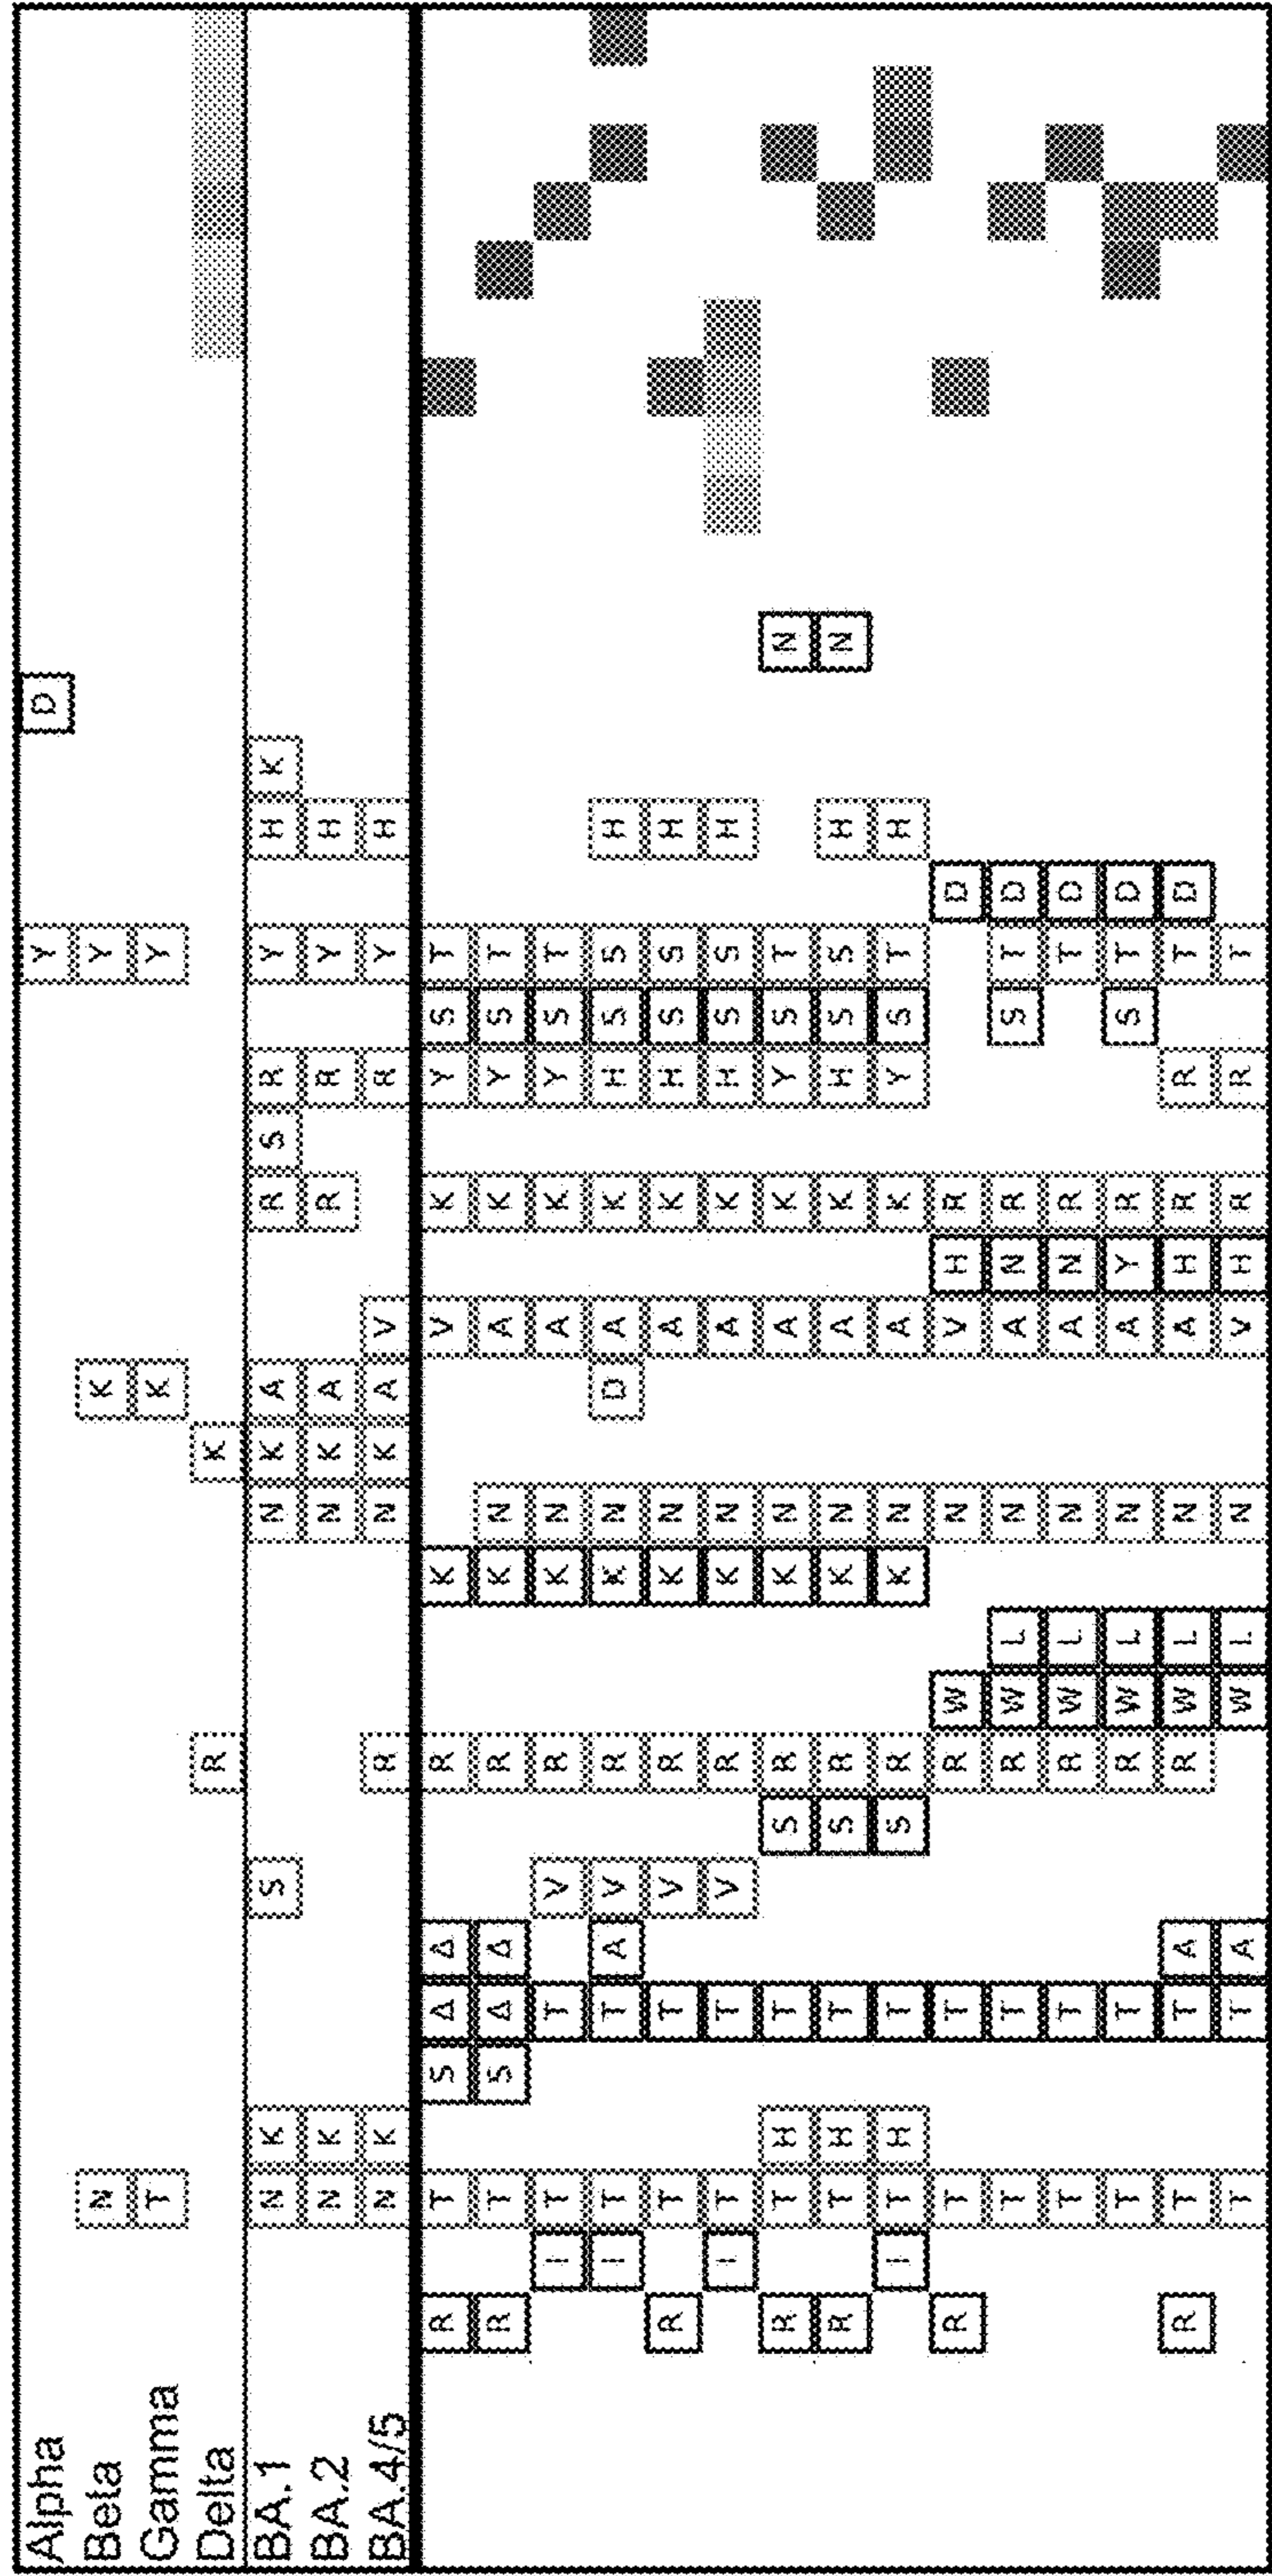 Alpha Y D
Beta N K Y
Gamma T K Y
Delta R K
BA.1 N K S N K A R S R Y H K
BA.2 N K N K A R R Y H
BA.4/5 N K R N K A V R Y H
R T S Δ Δ R K V K Y S T
R T S Δ Δ R K N A K Y S T
I T T V R K N A K Y S T
I T T A V R K N D A K H S S H
R T T V R K N A K H S S H
I T T V R K N A K H S S H
R T H T S R K N A K Y S T N
R T H T S R K N A K H S S H N
I T H T S R K N A K Y S T H
R T T R W N V H R D
T T R W L N A N R S T D
T T R W L N A N R T D
T T R W L N A Y R S T D
R T T A R W L N A H R R T D
T T A W L N V H R R T